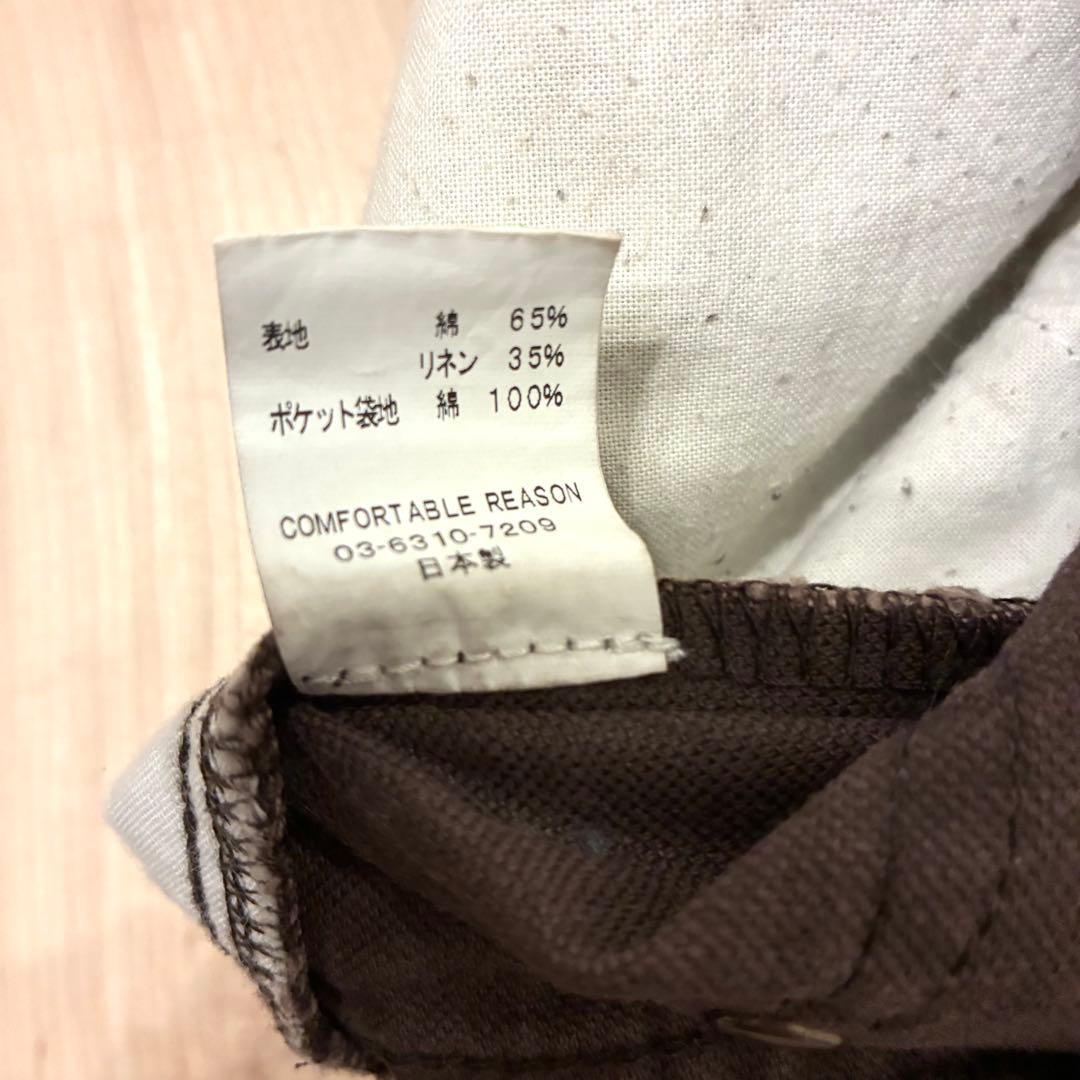 表地 綿 65%
リネン 35%
ポケット袋地 綿 100%
COMFORTABLE REASON
03-6310-7209
日本製